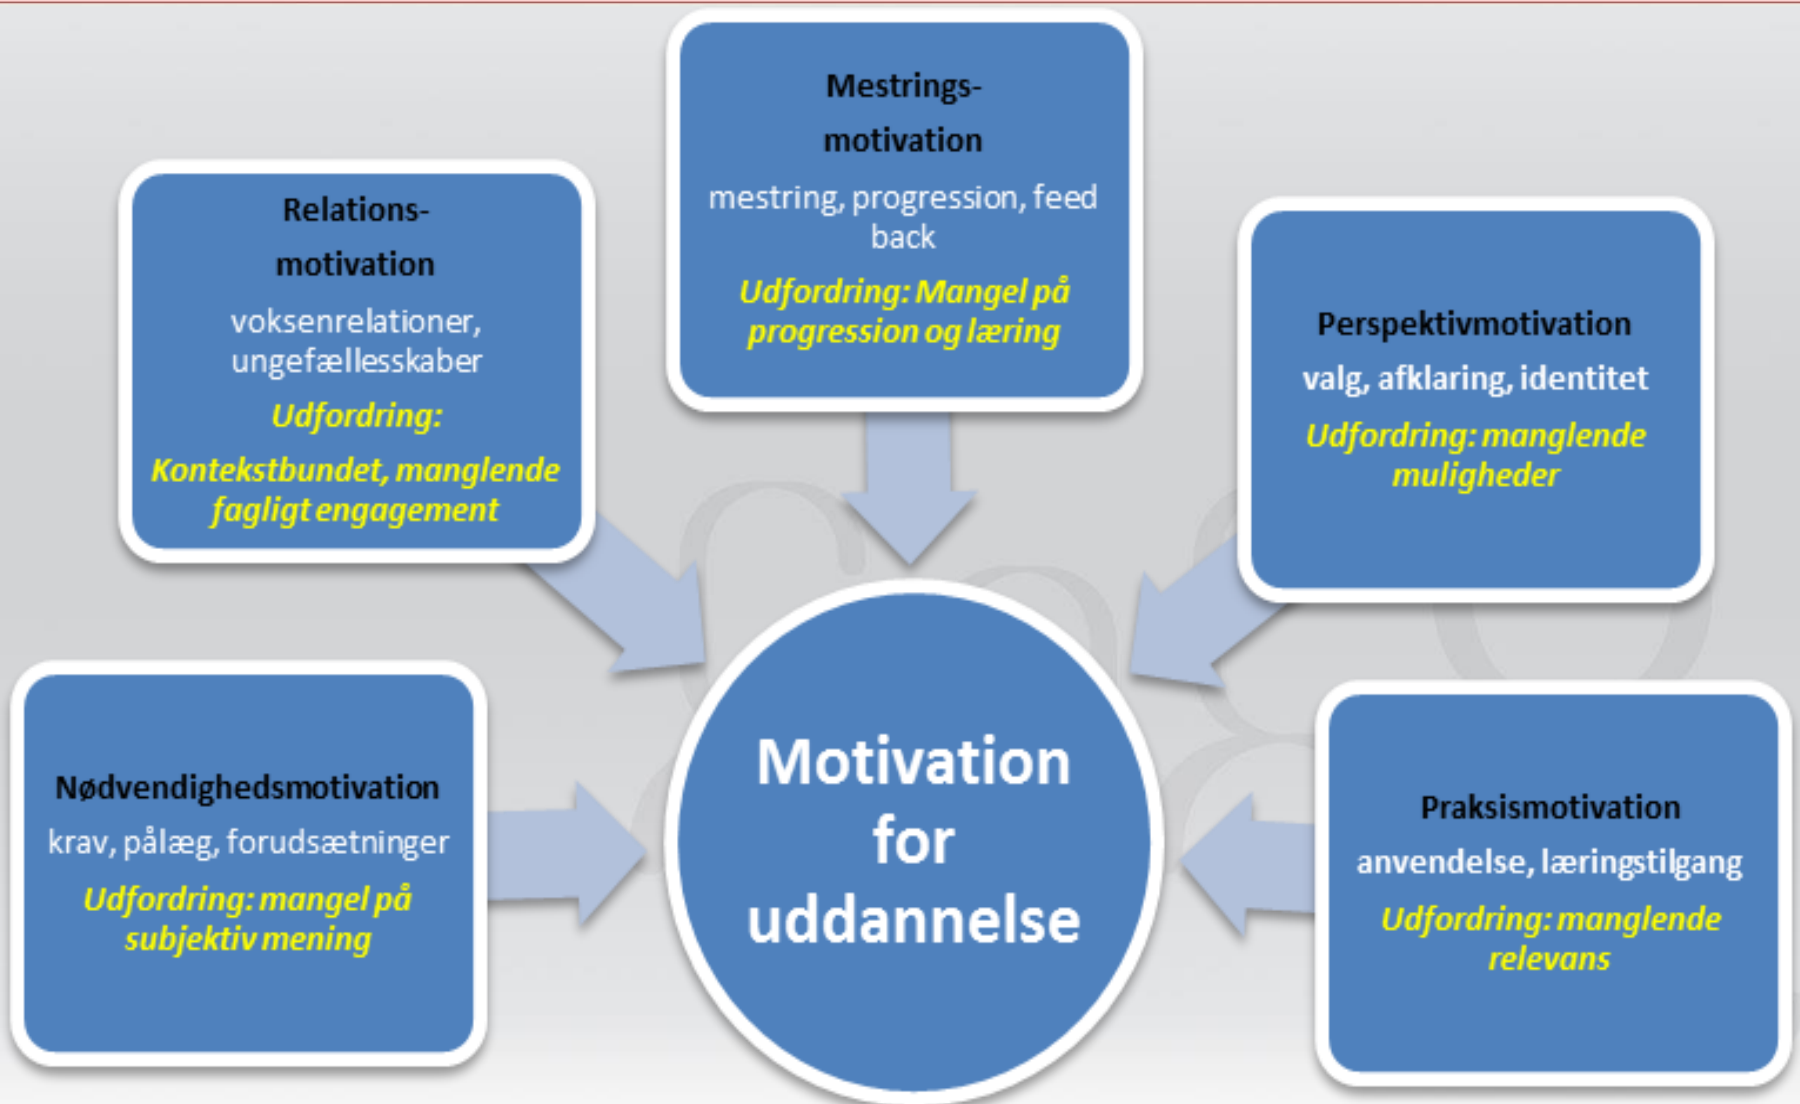 Mestrings-
motivation
mestring, progression, feed
back
Udfordring: Mangel på
progression og læring
Relations-
motivation
voksenrelationer,
ungefællesskaber
Udfordring:
Kontekstbundet, manglende
fagligt engagement
Perspektivmotivation
valg, afklaring, identitet
Udfordring: manglende
muligheder
Nødvendighedsmotivation
krav, pålæg, forudsætninger
Udfordring: mangel på
subjektiv mening
Motivation
for
uddannelse
Praksismotivation
anvendelse, læringstilgang
Udfordring: manglende
relevans